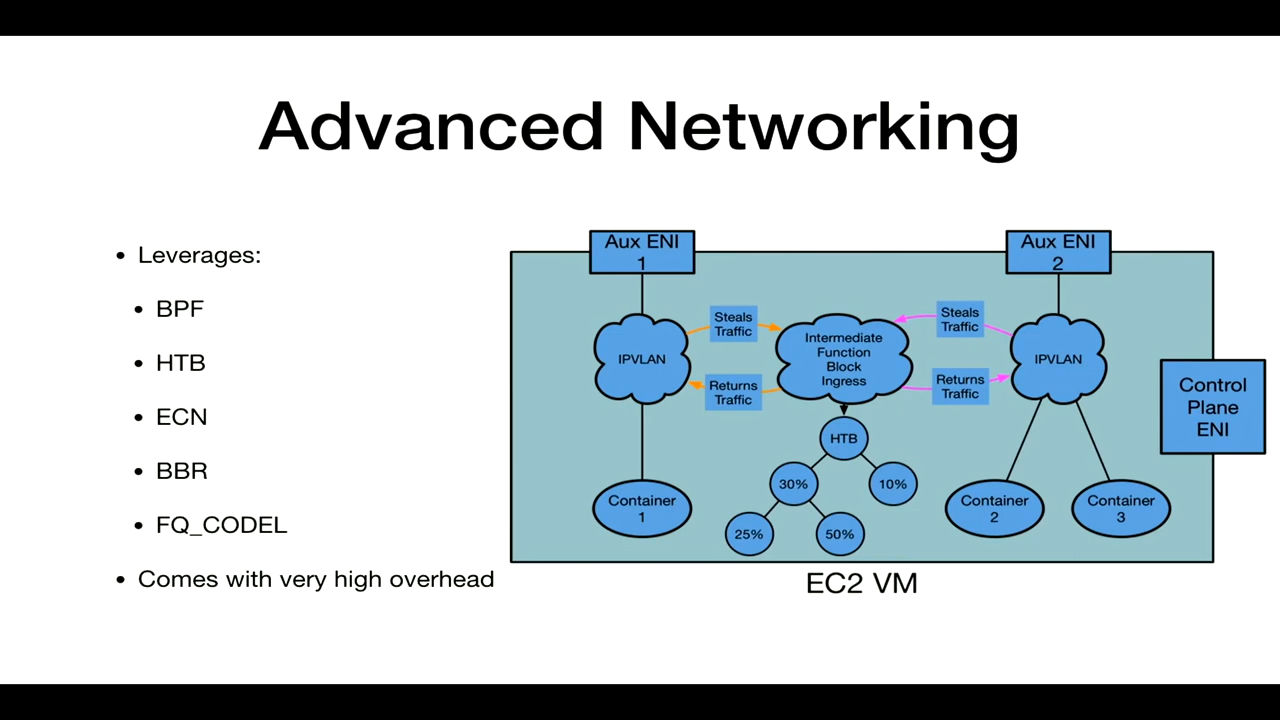 Advanced Networking
• Leverages:
• BPF
• HTB
• ECN
• BBR
• FQ_CODEL
• Comes with very high overhead
Aux ENI
1
Aux ENI
2
Steals
Traffic
Steals
Traffic
IPVLAN
Intermediate
Function
Block
Ingress
IPVLAN
Returns
Traffic
Returns
Traffic
Control
Plane
ENI
HTB
30%
10%
25%
50%
Container
1
Container
2
Container
3
EC2 VM